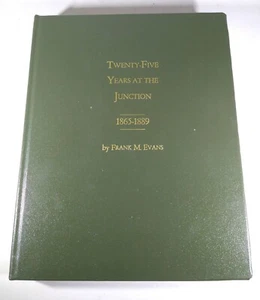 TWENTY-FIVE
YEARS AT THE
JUNCTION
1863-1889
by FRANK M. EVANS